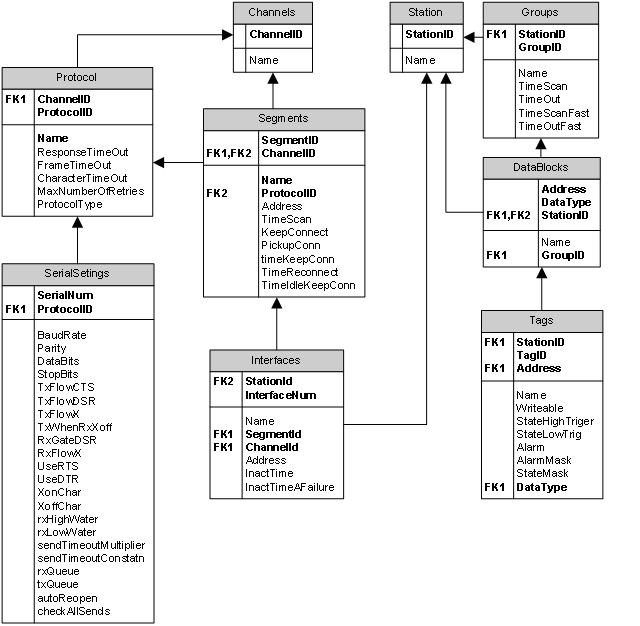 Channels
ChannelID
Name
Station
StationID
Name
Groups
FK1 StationID
GroupID
Name
TimeScan
TimeOut
TimeScanFast
TimeOutFast
Protocol
FK1 ChannelID
ProtocolID
Name
ResponseTimeOut
FrameTimeOut
CharacterTimeOut
MaxNumberOfRetries
ProtocolType
Segments
SegmentID
FK1,FK2 ChannelID
Name
FK2 ProtocolID
Address
TimeScan
KeepConnect
PickupConn
timeKeepConn
TimeReconnect
TimeIdleKeepConn
DataBlocks
Address
DataType
FK1,FK2 StationID
Name
FK1 GroupID
SerialSetings
SerialNum
FK1 ProtocolID
BaudRate
Parity
DataBits
StopBits
TxFlowCTS
TxFlowDSR
TxFlowX
TxWhenRxXoff
RxGateDSR
RxFlowX
UseRTS
UseDTR
XonChar
XoffChar
rxHighWater
rxLowWater
sendTimeoutMultiplier
sendTimeoutConstatn
rxQueue
txQueue
autoReopen
checkAllSends
Interfaces
FK2 StationId
InterfaceNum
Name
FK1 SegmentId
FK1 ChannelId
Address
InactTime
InactTimeAFailure
Tags
FK1 StationID
TagID
FK1 Address
Name
Writeable
StateHighTriger
StateLowTrig
Alarm
AlarmMask
StateMask
FK1 DataType